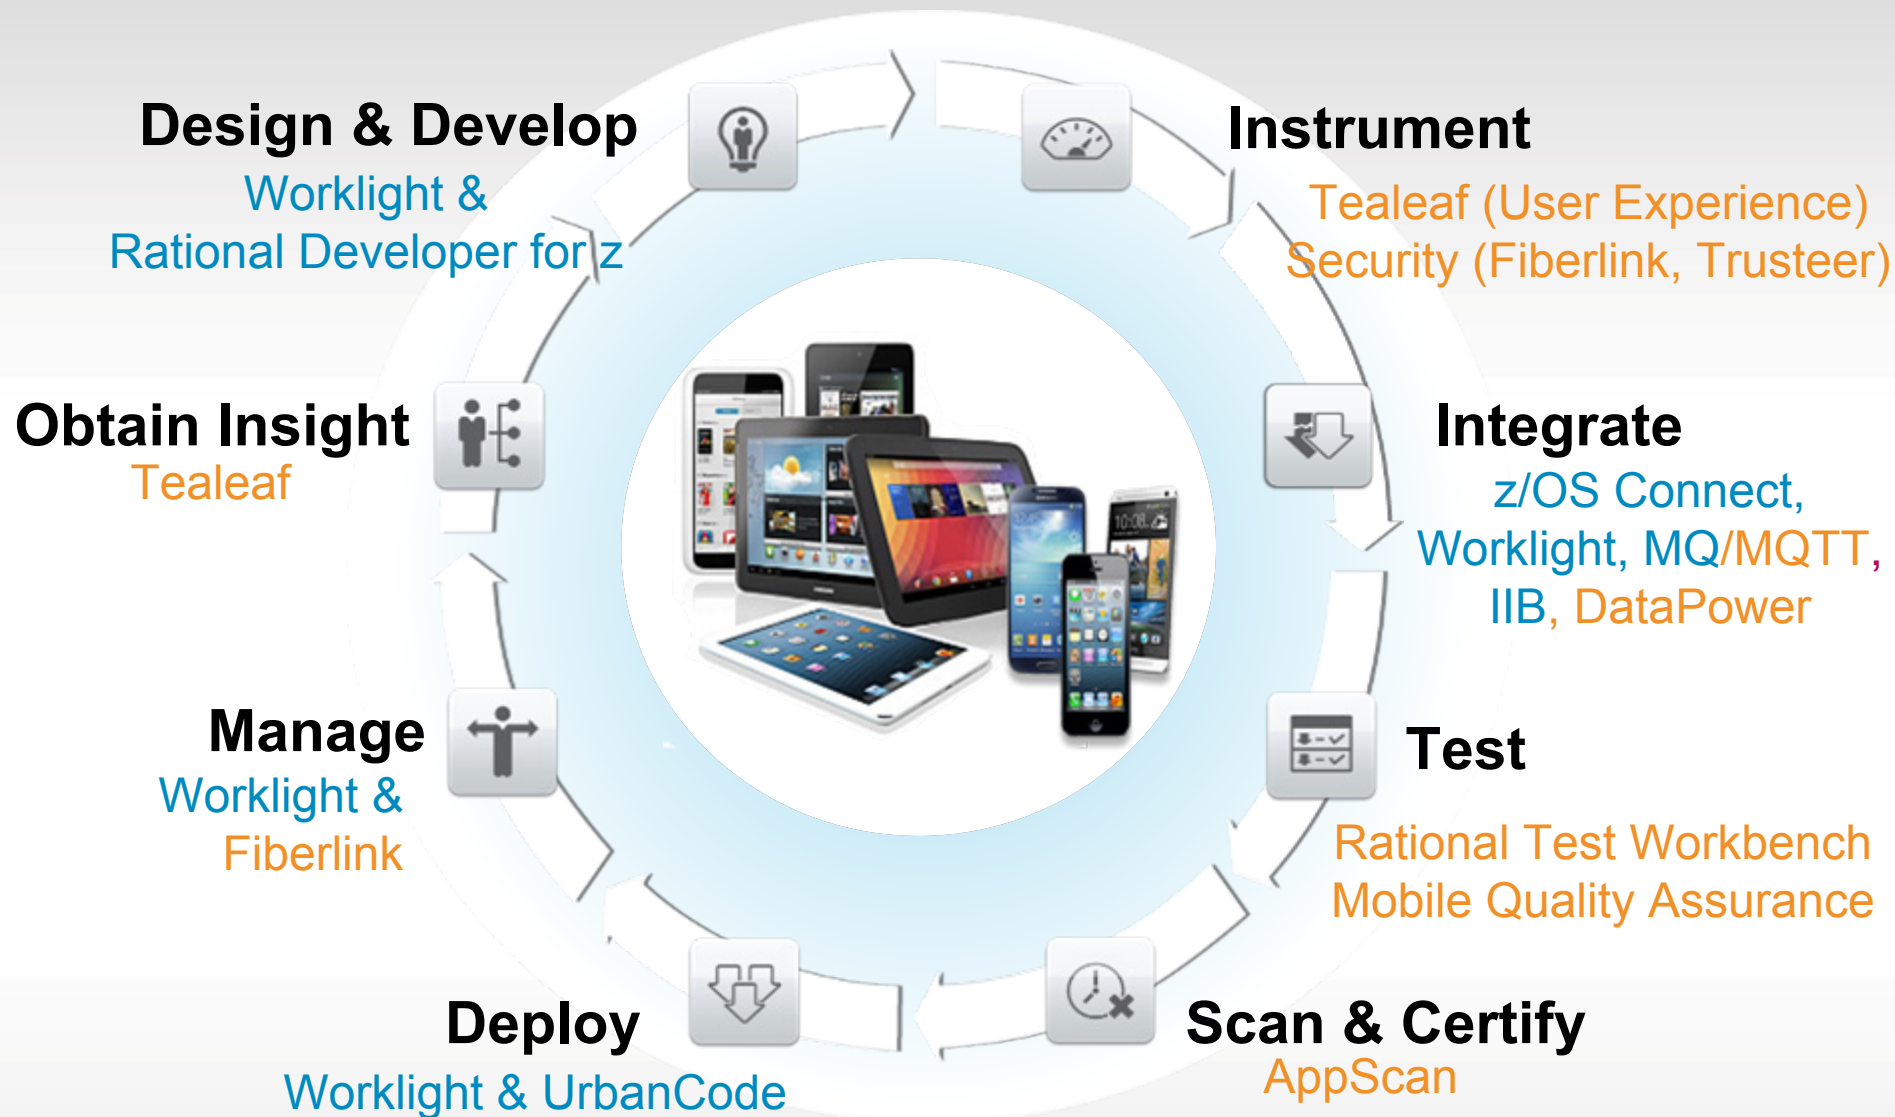 Design & Develop
Worklight &
Rational Developer for z
Instrument
Tealeaf (User Experience)
Security (Fiberlink, Trusteer)
Obtain Insight
Tealeaf
Integrate
z/OS Connect,
Worklight, MQ/MQTT,
IIB, DataPower
Manage
Worklight &
Fiberlink
Test
Rational Test Workbench
Mobile Quality Assurance
Deploy
Worklight & UrbanCode
Scan & Certify
AppScan
10:08